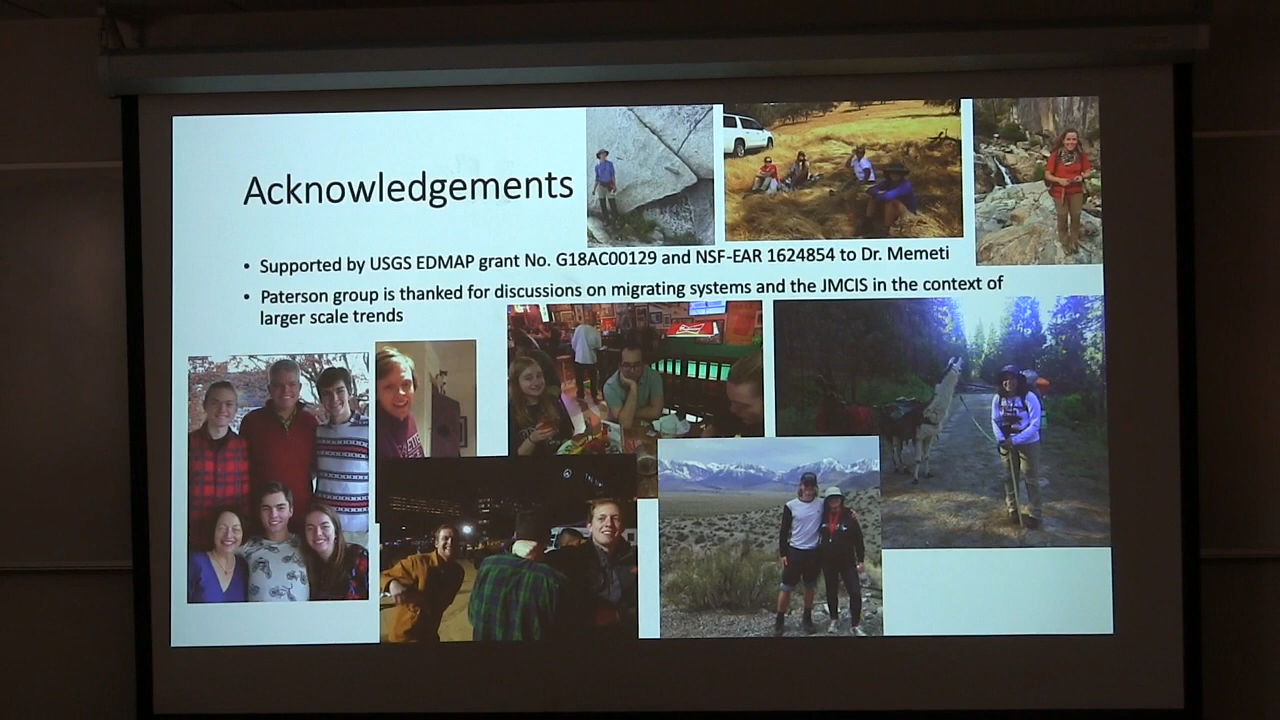 Acknowledgements
• Supported by USGS EDMAP grant No. G18AC00129 and NSF-EAR 1624854 to Dr. Memeti
• Paterson group is thanked for discussions on migrating systems and the JMCIS in the context of
larger scale trends